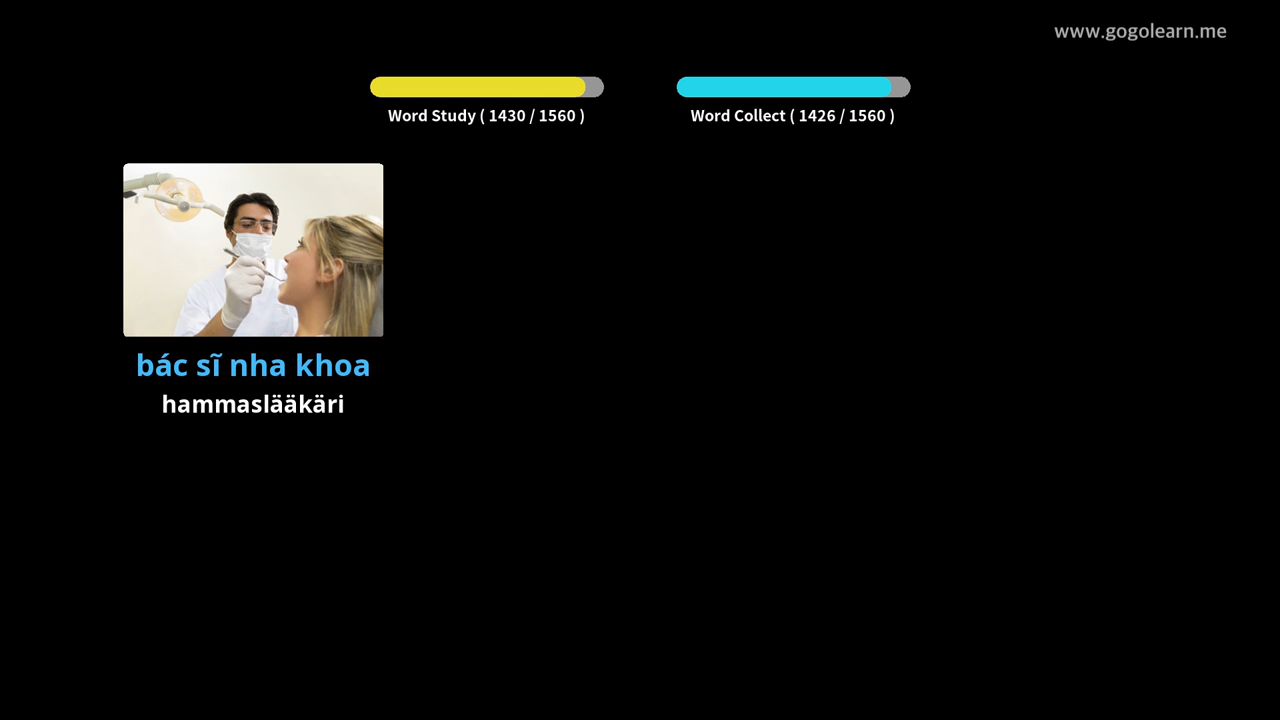 www.gogolearn.me
Word Study ( 1430 / 1560 )
Word Collect ( 1426 / 1560 )
bác sĩ nha khoa
hammaslääkäri